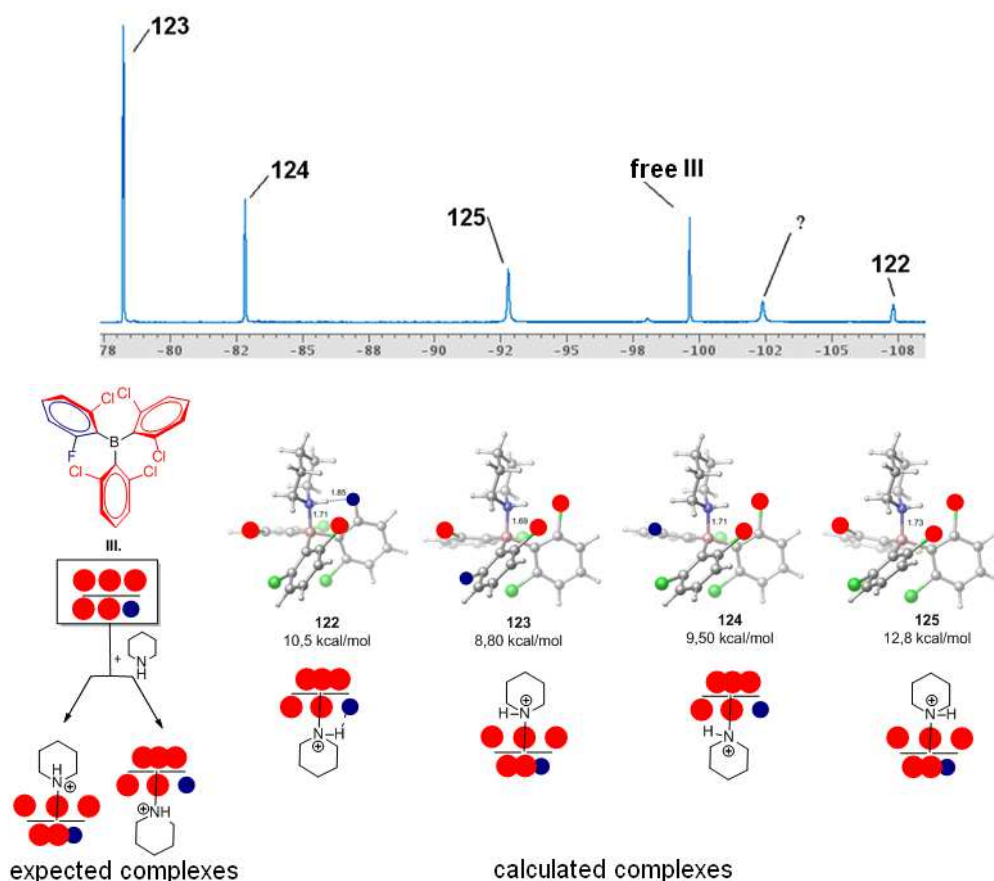 123
124
125
free III
?
122
78 -80 -82 -85 -88 -90 -92 -95 -98 -100 -102 -105 -108
Cl Cl
B
F
Cl
Cl Cl
III.
+
N
H
1.85
1.71
1.69
1.71
1.73
122
10,5 kcal/mol
123
8,80 kcal/mol
124
9,50 kcal/mol
125
12,8 kcal/mol
H
N
⊕
⊕
NH
H-N-H
⊕
⊕
H-N
H-N
⊕
⊕
N-H
expected complexes
calculated complexes